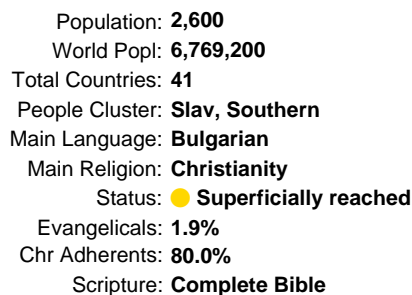 Population: 2,600
World Popl: 6,769,200
Total Countries: 41
People Cluster: Slav, Southern
Main Language: Bulgarian
Main Religion: Christianity
Status: Superficially reached
Evangelicals: 1.9%
Chr Adherents: 80.0%
Scripture: Complete Bible